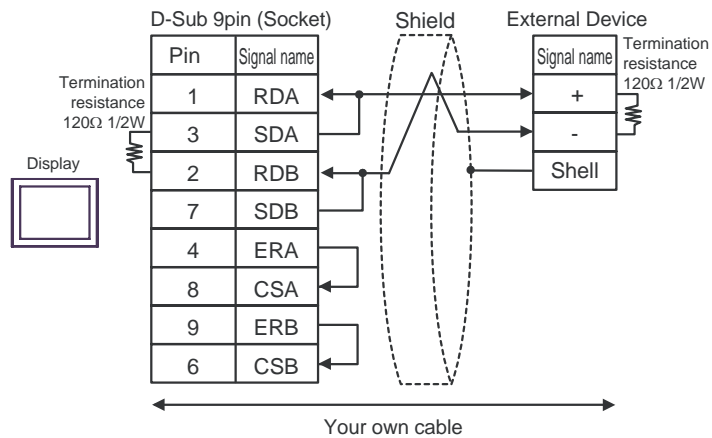 D-Sub 9pin (Socket)
Shield
External Device
Pin
Signal name
1
RDA
3
SDA
2
RDB
7
SDB
4
ERA
8
CSA
9
ERB
6
CSB
Termination
resistance
120Ω 1/2W
Display
Signal name
+
-
Shell
Termination
resistance
120Ω 1/2W
Your own cable